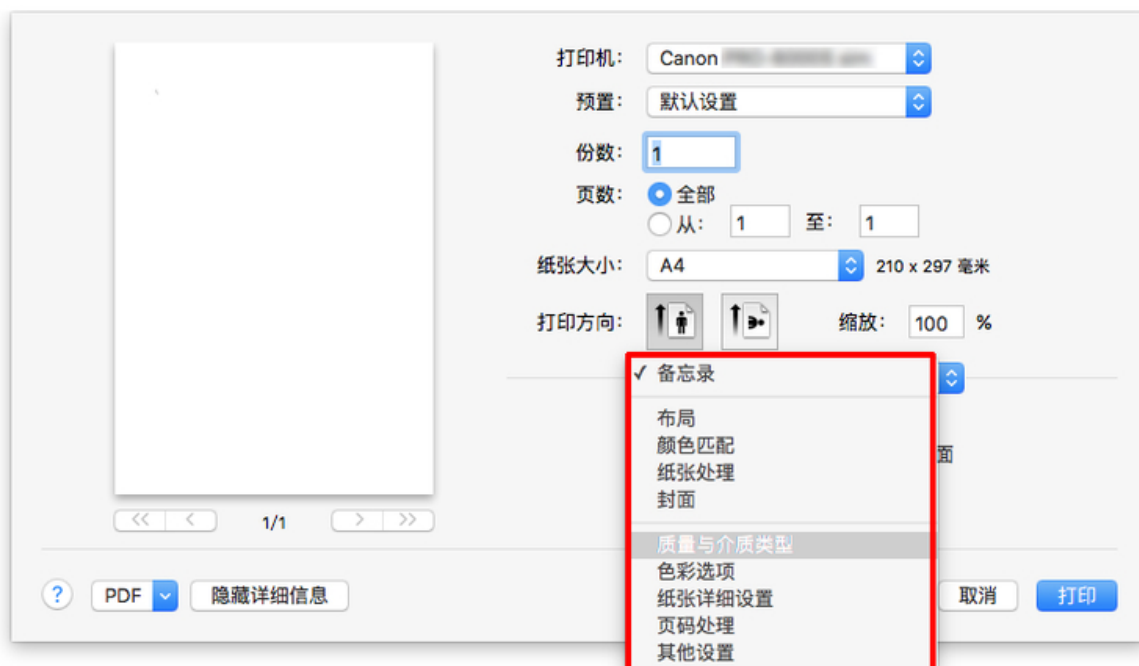 打印机： Canon
预置： 默认设置
份数： 1
页数： 全部
从： 1 至： 1
纸张大小： A4 210 x 297 毫米
打印方向： 缩放： 100 %
✓ 备忘录
布局
颜色匹配
面
纸张处理
封面
<< < 1/1 > >>
质量与介质类型
色彩选项
? PDF 隐藏详细信息 取消 打印
纸张详细设置
页码处理
其他设置